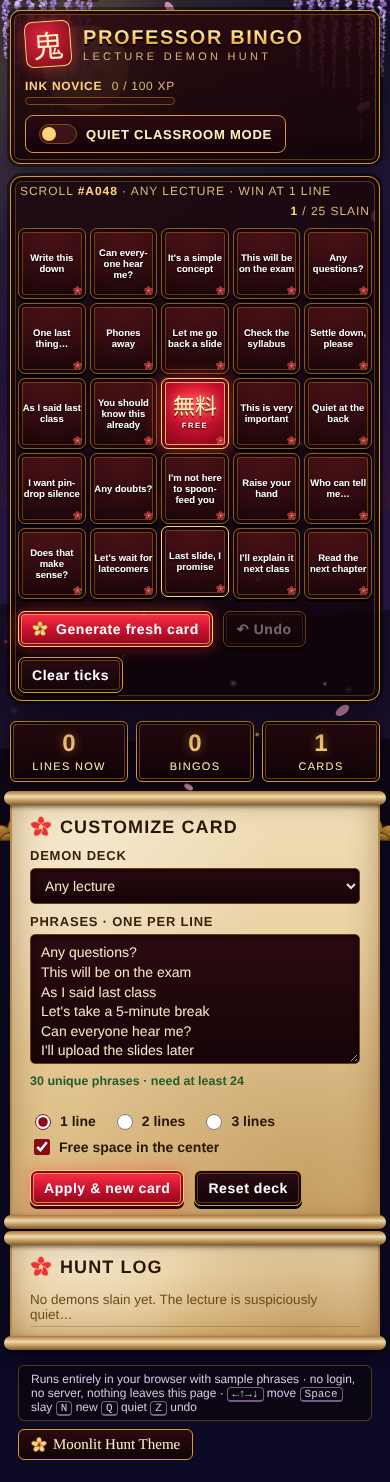 鬼
PROFESSOR BINGO
LECTURE DEMON HUNT
INK NOVICE 0 / 100 XP
QUIET CLASSROOM MODE
SCROLL #A048 · ANY LECTURE · WIN AT 1 LINE
1 / 25 SLAIN
Write this
down
Can every-
one hear
me?
It's a simple
concept
This will be
on the exam
Any
questions?
One last
thing…
Phones
away
Let me go
back a slide
Check the
syllabus
Settle down,
please
As I said last
class
You should
know this
already
無料
FREE
This is very
important
Quiet at the
back
I want pin-
drop silence
Any doubts?
I'm not here
to spoon-
feed you
Raise your
hand
Who can tell
me…
Does that
make
sense?
Let's wait for
latecomers
Last slide, I
promise
I'll explain it
next class
Read the
next chapter
Generate fresh card
↶ Undo
Clear ticks
0
LINES NOW
0
BINGOS
1
CARDS
CUSTOMIZE CARD
DEMON DECK
Any lecture
PHRASES · ONE PER LINE
Any questions?
This will be on the exam
As I said last class
Let's take a 5-minute break
Can everyone hear me?
I'll upload the slides later
30 unique phrases · need at least 24
1 line
2 lines
3 lines
Free space in the center
Apply & new card
Reset deck
HUNT LOG
No demons slain yet. The lecture is suspiciously
quiet…
Runs entirely in your browser with sample phrases · no login,
no server, nothing leaves this page · ←↑→↓ move Space
slay N new Q quiet Z undo
Moonlit Hunt Theme